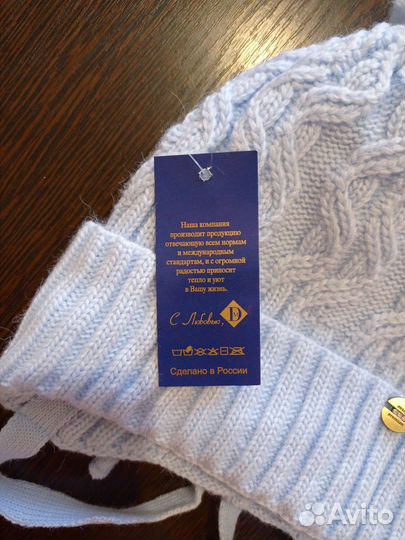 Наша компания
производит продукцию
отвечающую всем нормам
и международным
стандартам, и с огромной
радостью приносит
тепло и уют
в Вашу жизнь.
С Любовью, D
Сделано в России
Avito